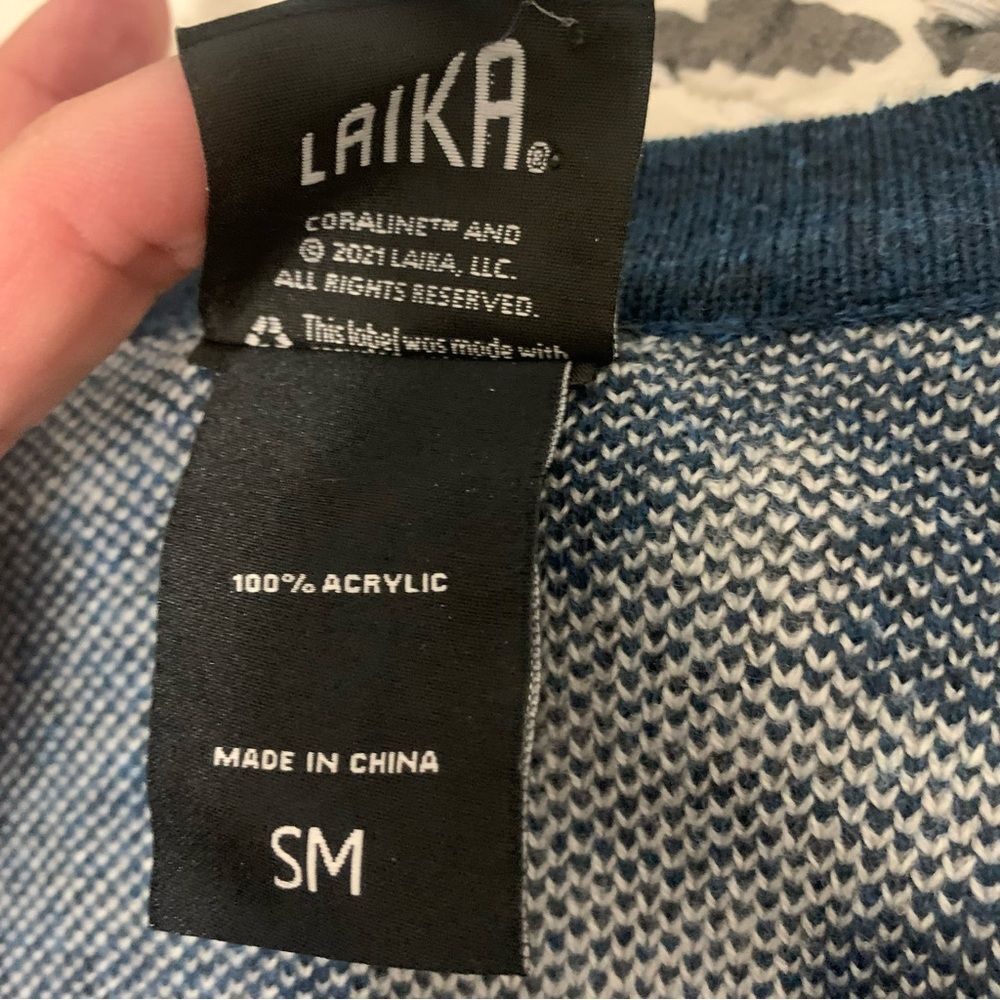 LAIKA®
CORALINE™ AND
© 2021 LAIKA, LLC.
ALL RIGHTS RESERVED.
This label was made with
100% ACRYLIC
MADE IN CHINA
SM